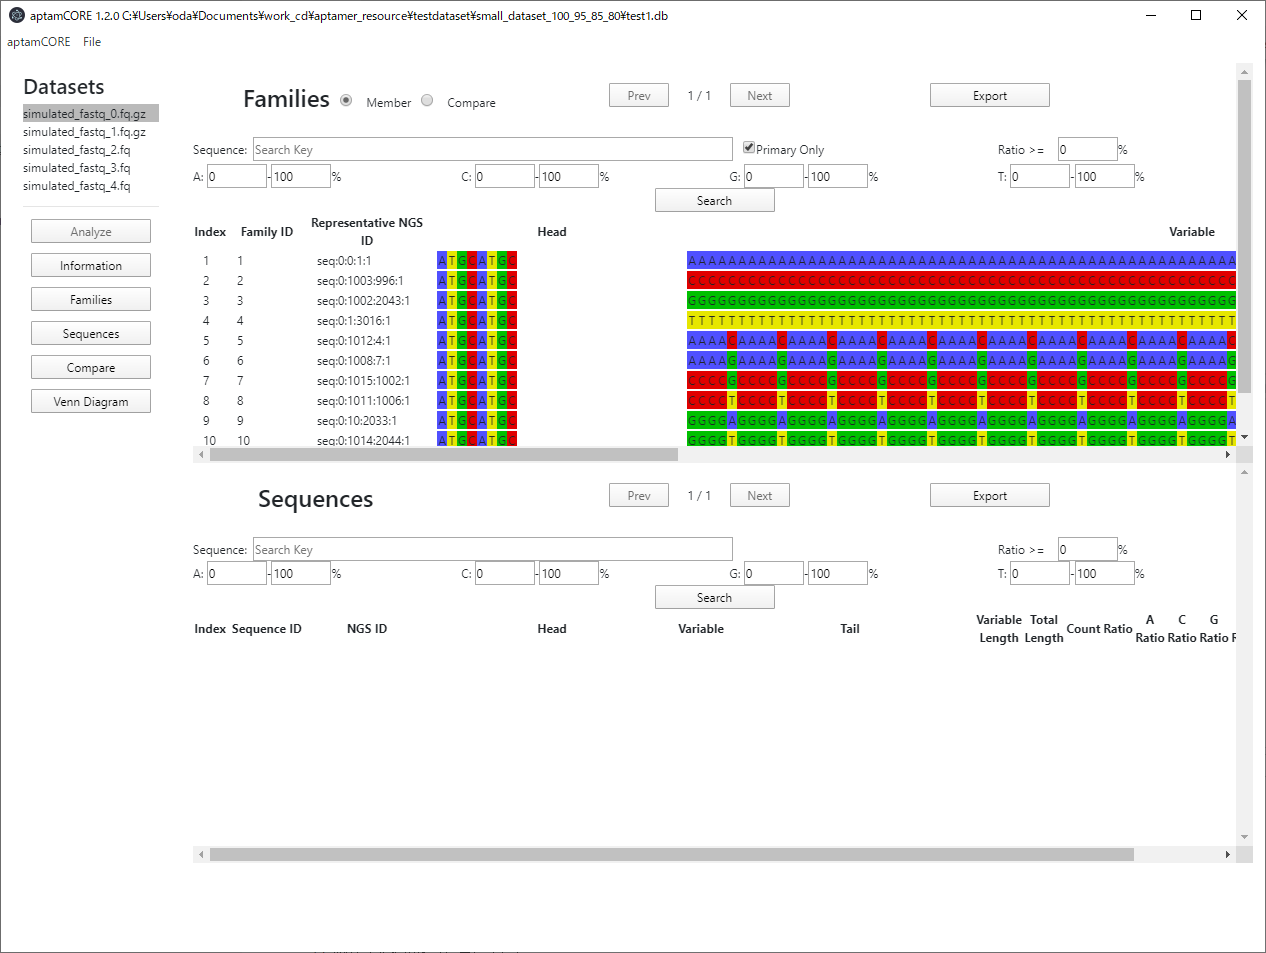 aptamCORE 1.2.0 C:¥Users¥oda¥Documents¥work_cd¥aptamer_resource¥testdataset¥small_dataset_100_95_85_80¥test1.db
aptamCORE File
Datasets
simulated_fastq_0.fq.gz
simulated_fastq_1.fq.gz
simulated_fastq_2.fq
simulated_fastq_3.fq
simulated_fastq_4.fq
Analyze
Information
Families
Sequences
Compare
Venn Diagram
Families Member Compare Prev 1 / 1 Next Export
Sequence: Search Key Primary Only Ratio >= 0 %
A: 0 - 100 % C: 0 - 100 % G: 0 - 100 % T: 0 - 100 %
Search
Index Family ID Representative NGS ID Head Variable
1 1 seq:0:0:1:1 ATGCATGC AAAAAAAAAAAAAAAAAAAAAAAAAAAAAAAAAAAAAAAAAAAAAAAAAAAAAAA
2 2 seq:0:1003:996:1 ATGCATGC CCCCCCCCCCCCCCCCCCCCCCCCCCCCCCCCCCCCCCCCCCCCCCCCCCCCCCC
3 3 seq:0:1002:2043:1 ATGCATGC GGGGGGGGGGGGGGGGGGGGGGGGGGGGGGGGGGGGGGGGGGGGGGGGGGGGGGG
4 4 seq:0:1:3016:1 ATGCATGC TTTTTTTTTTTTTTTTTTTTTTTTTTTTTTTTTTTTTTTTTTTTTTTTTTTTTTT
5 5 seq:0:1012:4:1 ATGCATGC AAAACAAAACAAAACAAAACAAAACAAAACAAAACAAAACAAAACAAAACAAAAC
6 6 seq:0:1008:7:1 ATGCATGC AAAAGAAAAGAAAAGAAAAGAAAAGAAAAGAAAAGAAAAGAAAAGAAAAGAAAAG
7 7 seq:0:1015:1002:1 ATGCATGC CCCCGCCCCGCCCCGCCCCGCCCCGCCCCGCCCCGCCCCGCCCCGCCCCGCCCCG
8 8 seq:0:1011:1006:1 ATGCATGC CCCCTCCCCTCCCCTCCCCTCCCCTCCCCTCCCCTCCCCTCCCCTCCCCTCCCCT
9 9 seq:0:10:2033:1 ATGCATGC GGGGAGGGGAGGGGAGGGGAGGGGAGGGGAGGGGAGGGGAGGGGAGGGGAGGGGA
10 10 seq:0:1014:2044:1 ATGCATGC GGGGTGGGGTGGGGTGGGGTGGGGTGGGGTGGGGTGGGGTGGGGTGGGGTGGGGT
Sequences Prev 1 / 1 Next Export
Sequence: Search Key Ratio >= 0 %
A: 0 - 100 % C: 0 - 100 % G: 0 - 100 % T: 0 - 100 %
Search
Index Sequence ID NGS ID Head Variable Tail Variable Length Total Length Count Ratio A Ratio C Ratio G Ratio